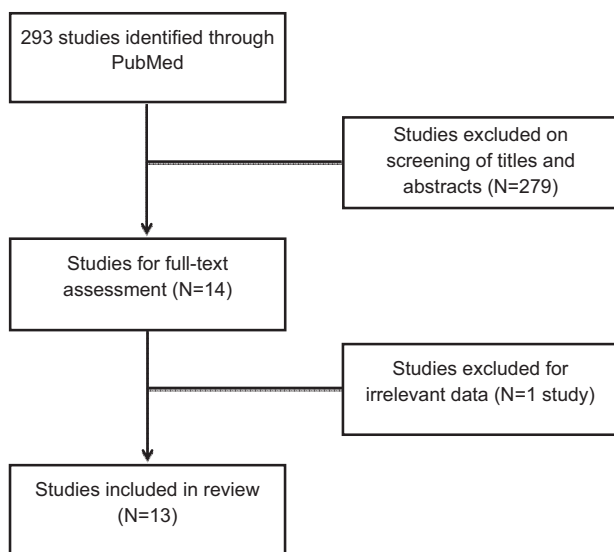 293 studies identified through
PubMed
Studies excluded on
screening of titles and
abstracts (N=279)
Studies for full-text
assessment (N=14)
Studies excluded for
irrelevant data (N=1 study)
Studies included in review
(N=13)